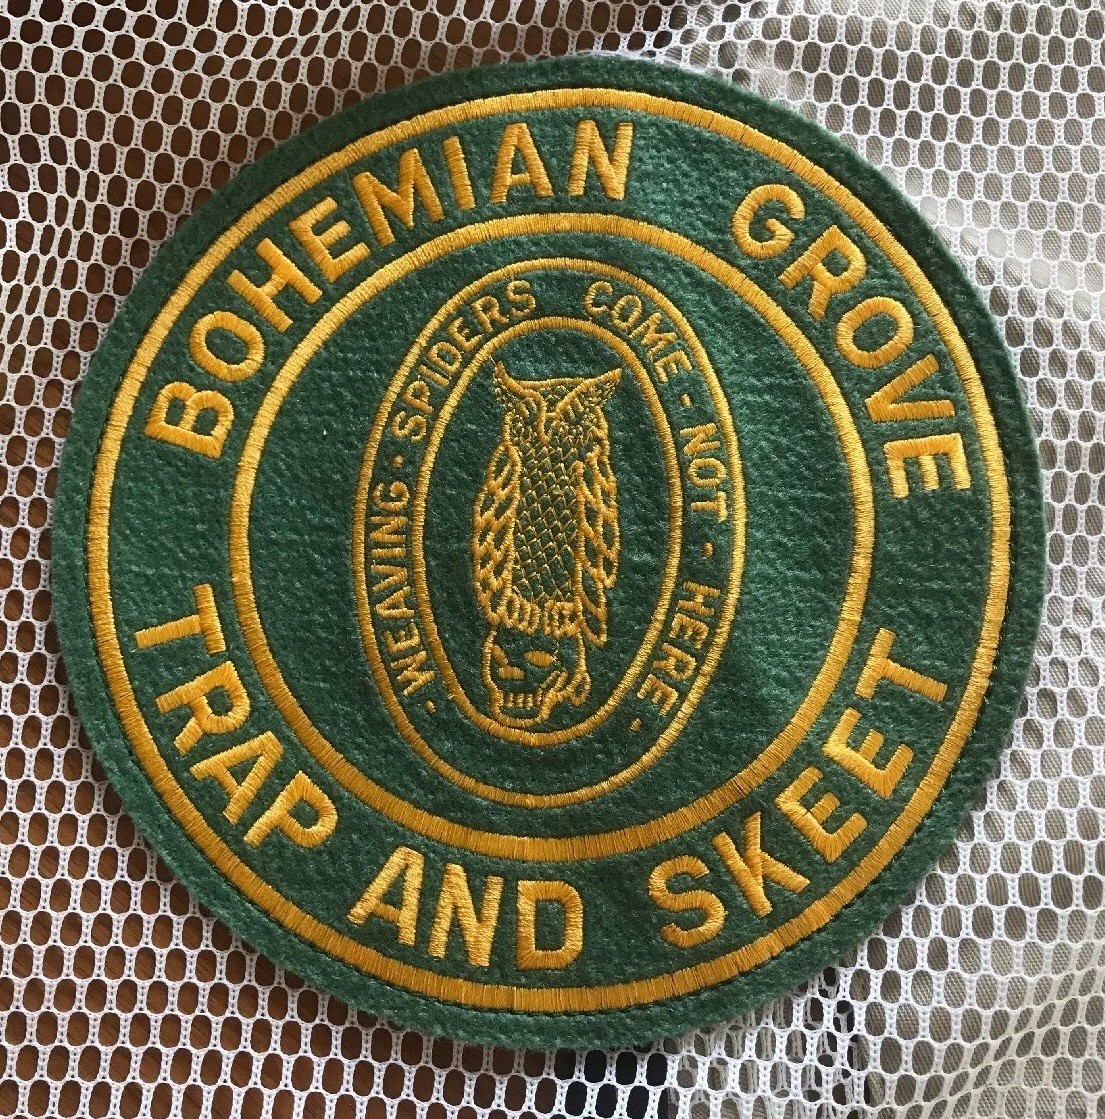 BOHEMIAN GROVE
TRAP AND SKEET
· WEAVING · SPIDERS COME - NOT · HERE ·